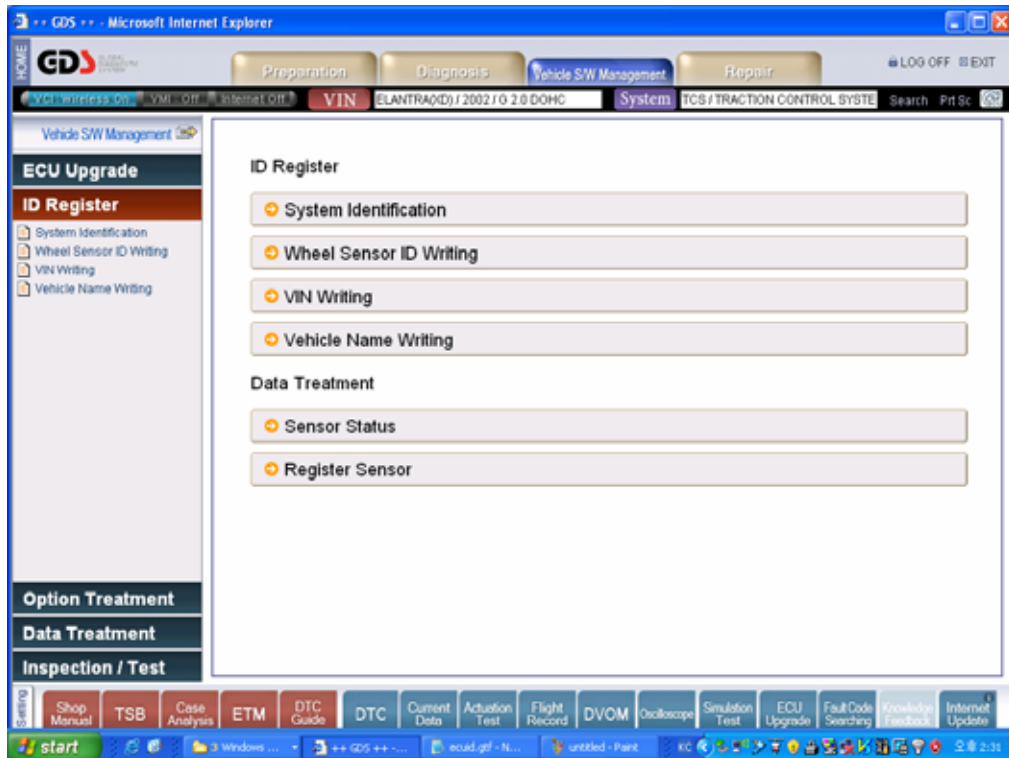 ++ GDS ++ - Microsoft Internet Explorer
HOME
GDS
Preparation
Diagnosis
Vehicle S/W Management
Repair
LOG OFF
EXIT
VCI : Wireless On
VMI : Off
Internet Off
VIN
ELANTRA(XD) / 2002 / G 2.0 DOHC
System
TCS / TRACTION CONTROL SYSTE
Search
Prt Sc
Vehicle S/W Management
ECU Upgrade
ID Register
System Identification
Wheel Sensor ID Writing
VIN Writing
Vehicle Name Writing
Option Treatment
Data Treatment
Inspection / Test
ID Register
System Identification
Wheel Sensor ID Writing
VIN Writing
Vehicle Name Writing
Data Treatment
Sensor Status
Register Sensor
Setting
Shop
Manual
TSB
Case
Analysis
ETM
DTC
Guide
DTC
Current
Data
Actuation
Test
Flight
Record
DVOM
Oscilloscope
Simulation
Test
ECU
Upgrade
Fault Code
Searching
Knowledge
Feedback
Internet
Update
start
3 Windows ...
++ GDS ++ -...
ecuid.gtf - N...
untitled - Paint
KC
오후 2:31